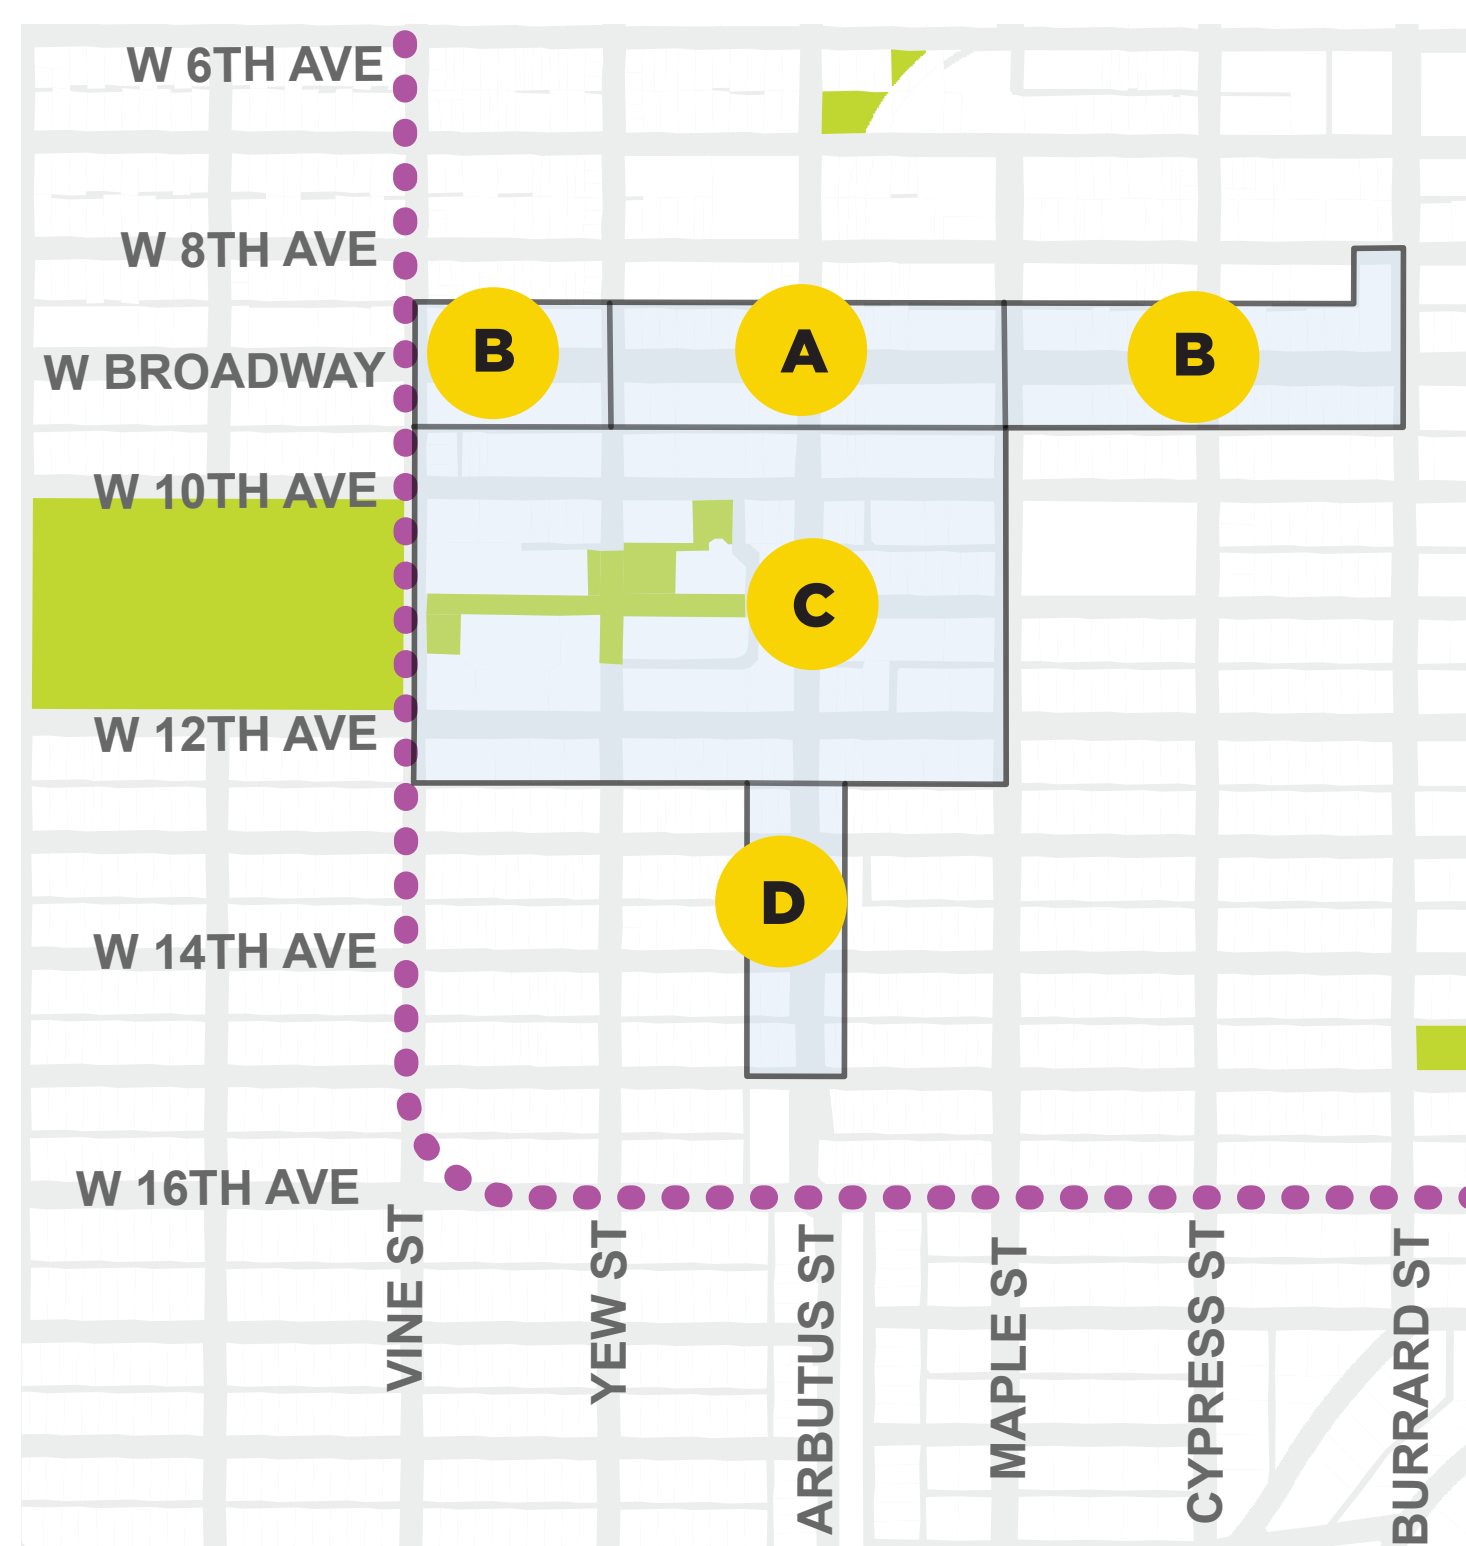 W 6TH AVE
W 8TH AVE
B
A
B
W BROADWAY
W 10TH AVE
C
W 12TH AVE
D
W 14TH AVE
W 16TH AVE
VINE ST
YEW ST
ARBUTUS ST
MAPLE ST
CYPRESS ST
BURRARD ST